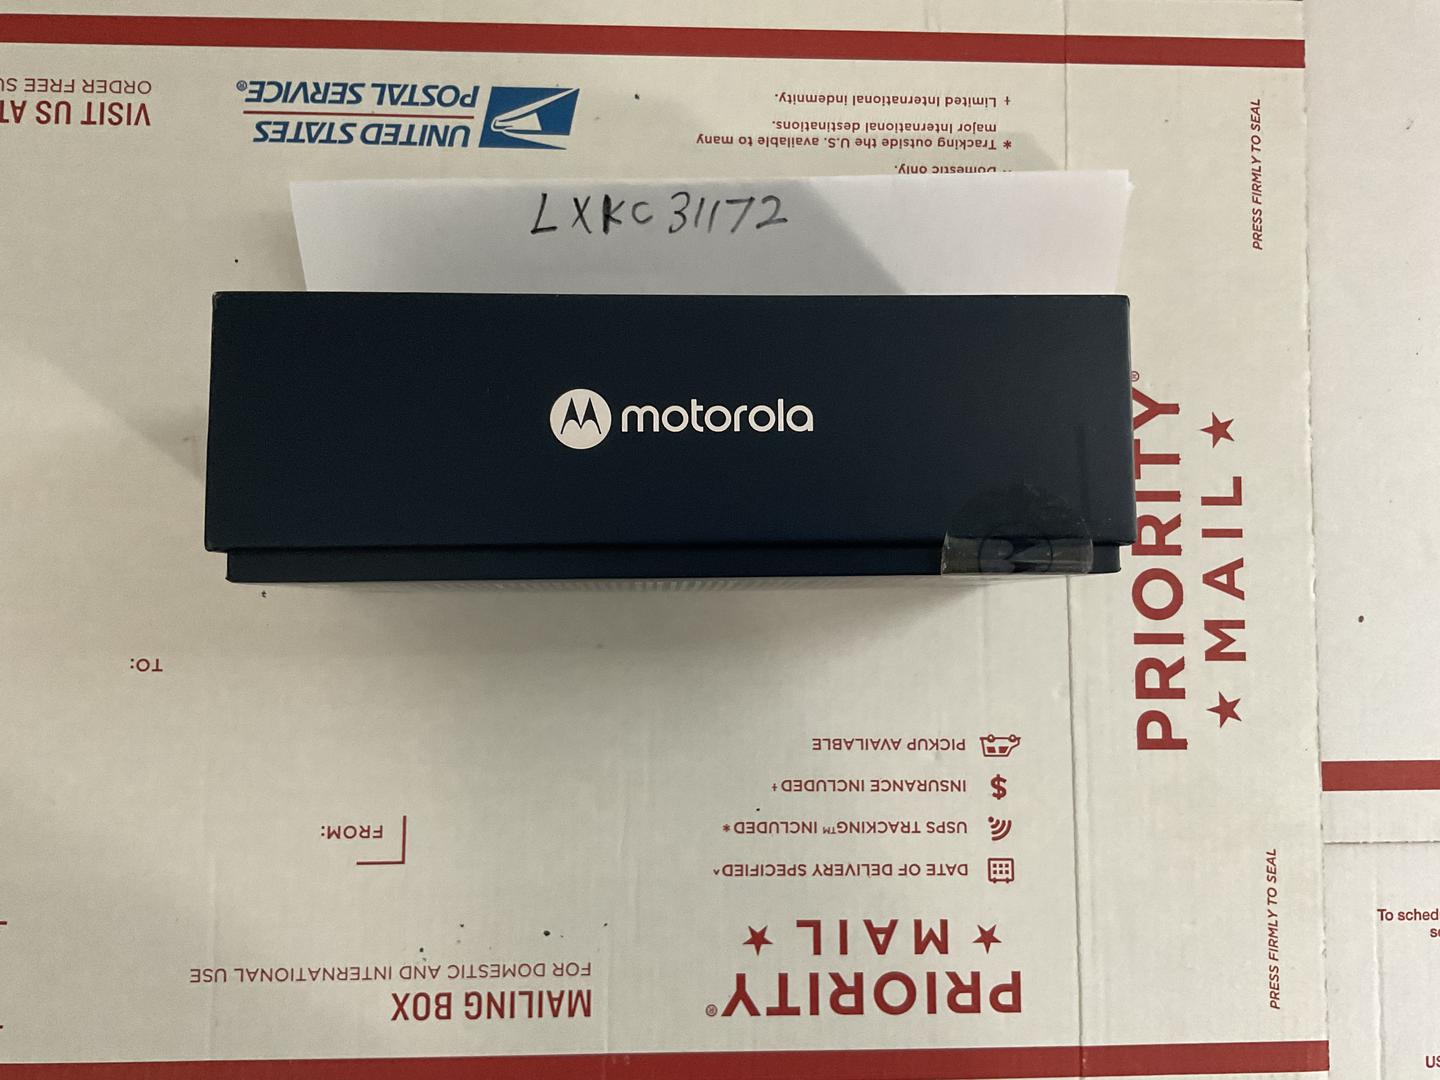 LXKC31172
motorola
VISIT US AT
ORDER FREE SU
UNITED STATES
POSTAL SERVICE®
Domestic only.
* Tracking outside the U.S. available to many
major International destinations.
† Limited International indemnity.
PRESS FIRMLY TO SEAL
PRIORITY®
★ MAIL ★
TO:
FROM:
PRIORITY®
★ MAIL ★
DATE OF DELIVERY SPECIFIED^
USPS TRACKING™ INCLUDED*
$ INSURANCE INCLUDED†
PICKUP AVAILABLE
MAILING BOX
FOR DOMESTIC AND INTERNATIONAL USE
PRESS FIRMLY TO SEAL
To sched
US